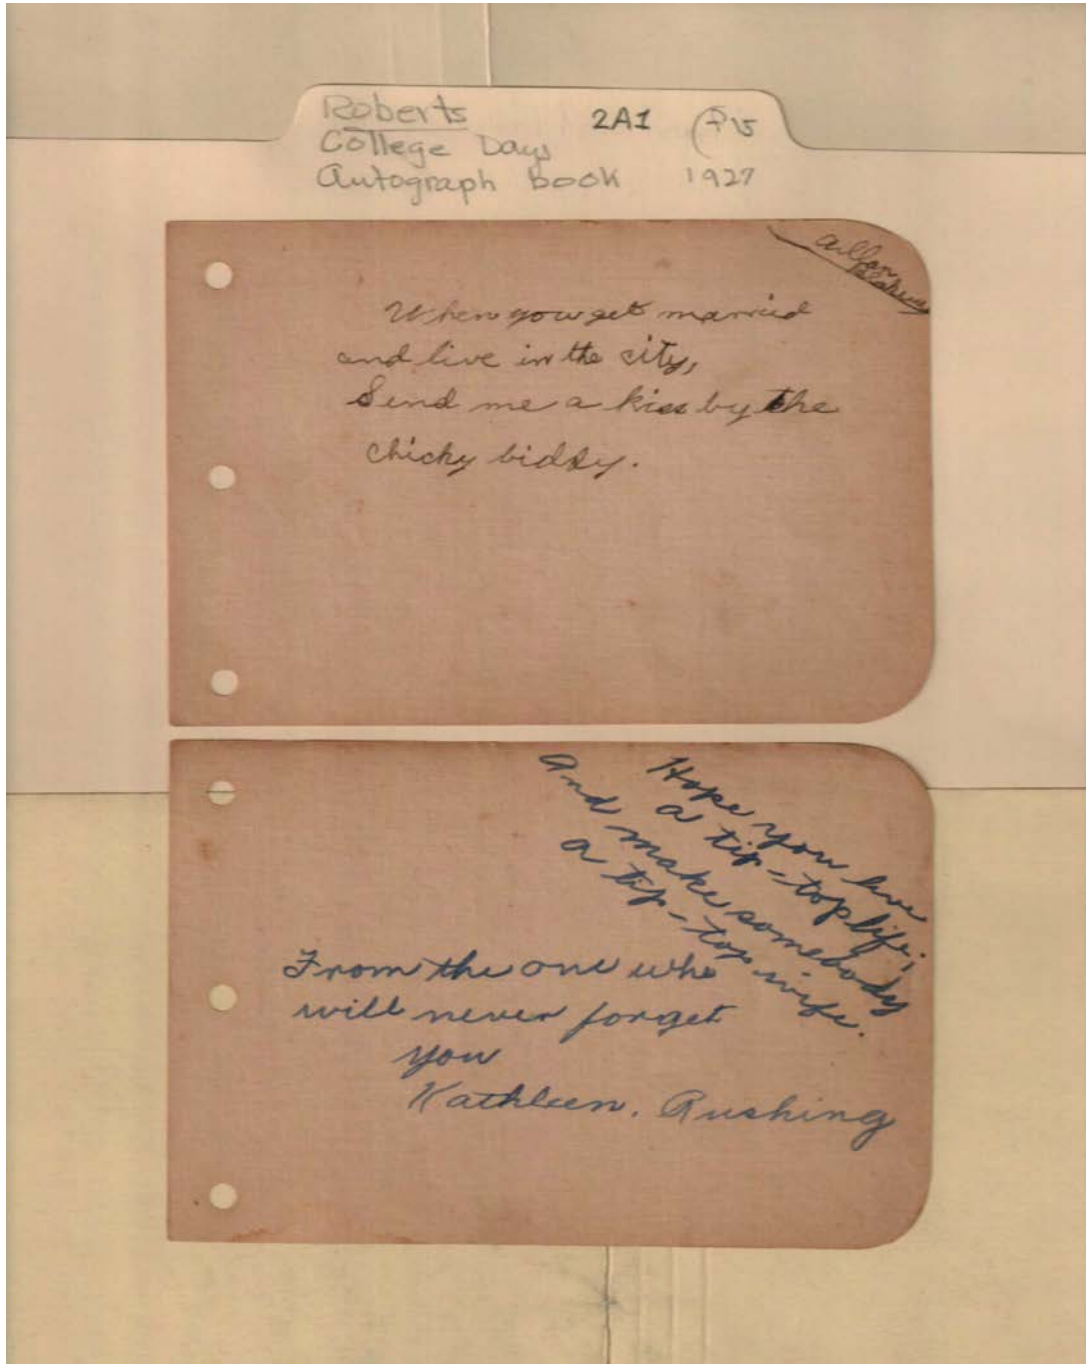 Roberts 2A1
College Days
Autograph book 1927
When you get married
and live in the city,
Send me a kiss by the
chicky biddy.
Hope you live
a tip-top life;
And make somebody
a tip-top wife.
From the one who
will never forget
you
Kathleen. Rushing